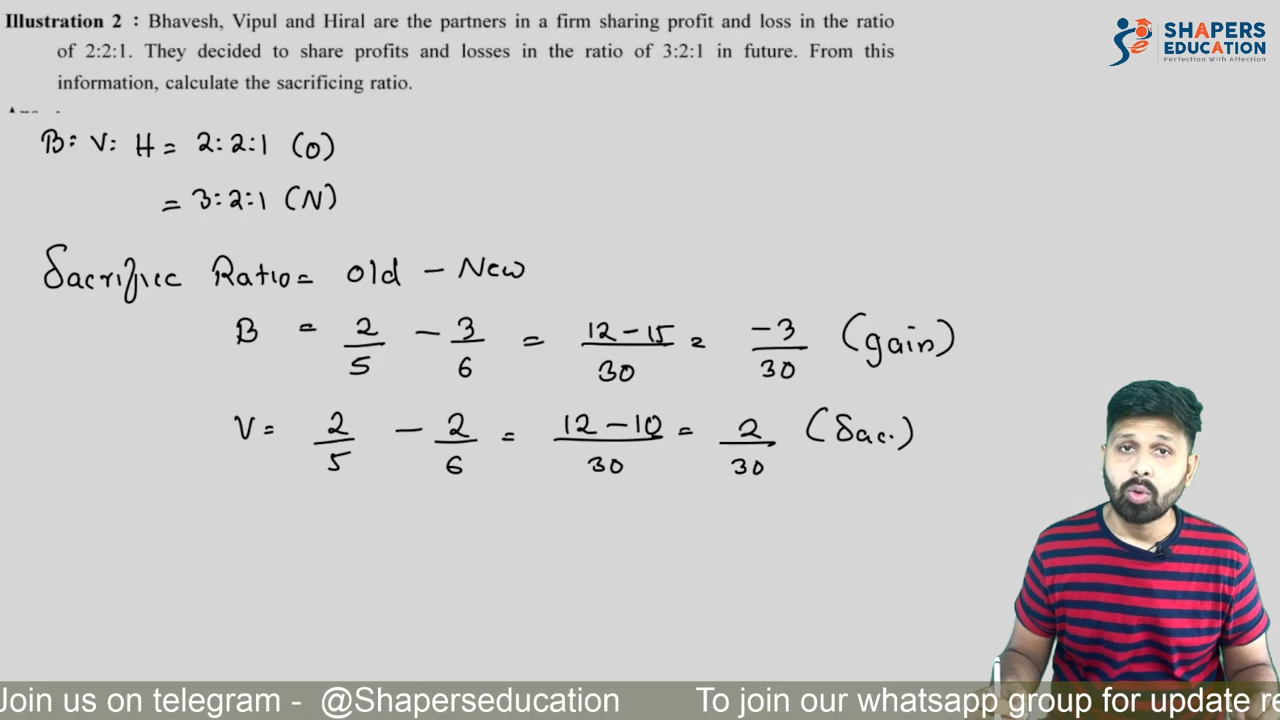 Illustration 2 : Bhavesh, Vipul and Hiral are the partners in a firm sharing profit and loss in the ratio
of 2:2:1. They decided to share profits and losses in the ratio of 3:2:1 in future. From this
information, calculate the sacrificing ratio.
SHAPERS
EDUCATION
Perfection With Affection
B: V: H = 2:2:1 (O)
= 3:2:1 (N)
Sacrifice Ratio = Old - New
B = 2/5 - 3/6 = 12-15/30 = -3/30 (gain)
V = 2/5 - 2/6 = 12-10/30 = 2/30 (Sac.)
Join us on telegram - @Shaperseducation To join our whatsapp group for update re